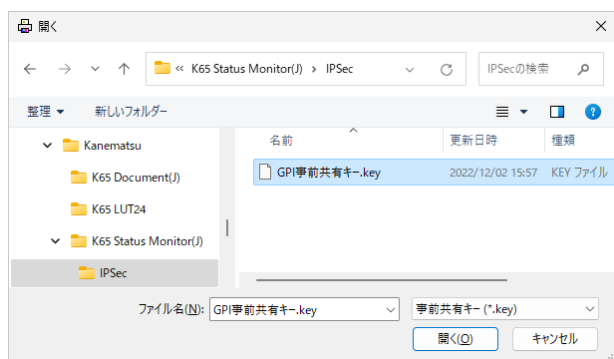 開く
« K65 Status Monitor(J) › IPSec
IPSecの検索
整理 新しいフォルダー
名前 更新日時 種類
Kanematsu
GPI事前共有キー.key 2022/12/02 15:57 KEY ファイル
K65 Document(J)
K65 LUT24
K65 Status Monitor(J)
IPSec
ファイル名(N): GPI事前共有キー.key 事前共有キー (*.key)
開く(O) キャンセル